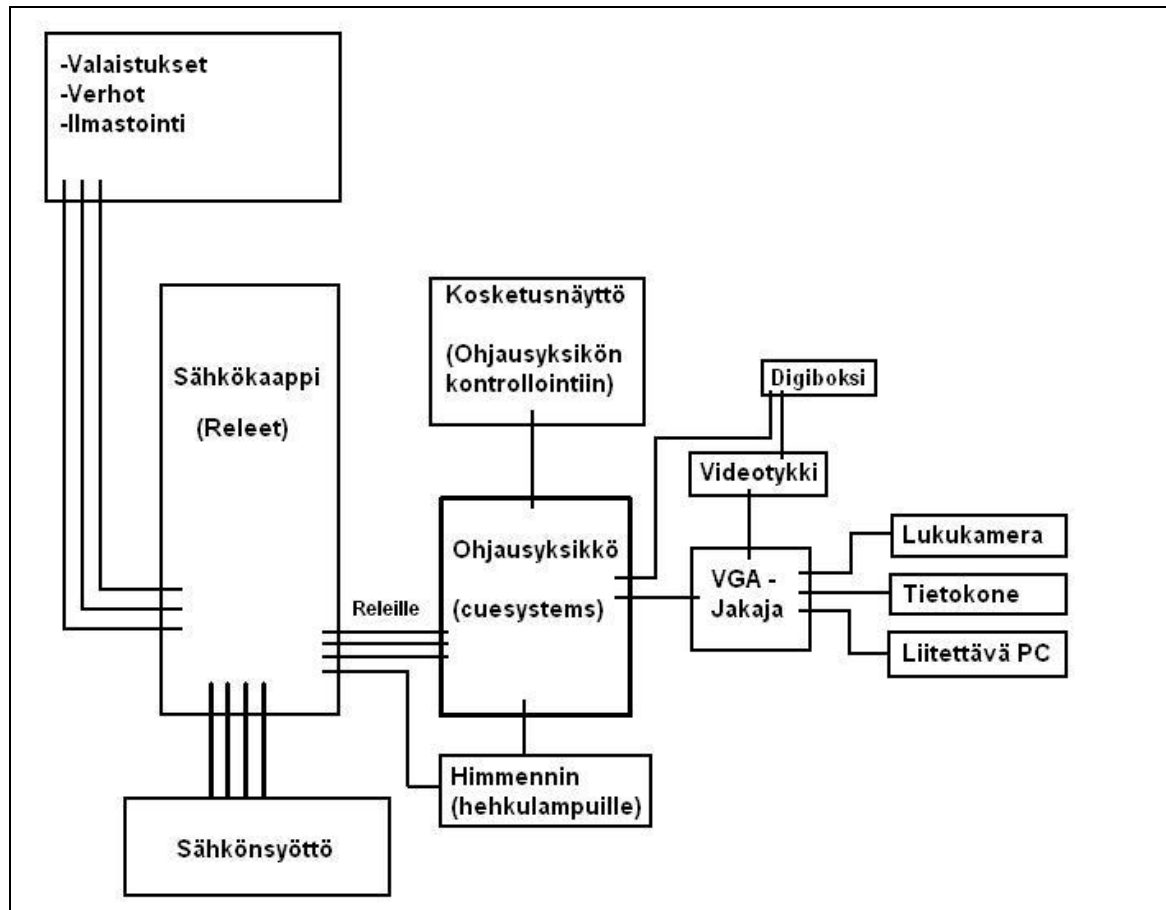 -Valaistukset
-Verhot
-Ilmastointi
Sähkökaappi
(Releet)
Kosketusnäyttö
(Ohjausyksikön
kontrollointiin)
Digiboksi
Videotykki
Ohjausyksikkö
(cuesystems)
Releille
VGA -
Jakaja
Lukukamera
Tietokone
Liitettävä PC
Himmennin
(hehkulampuille)
Sähkönsyöttö